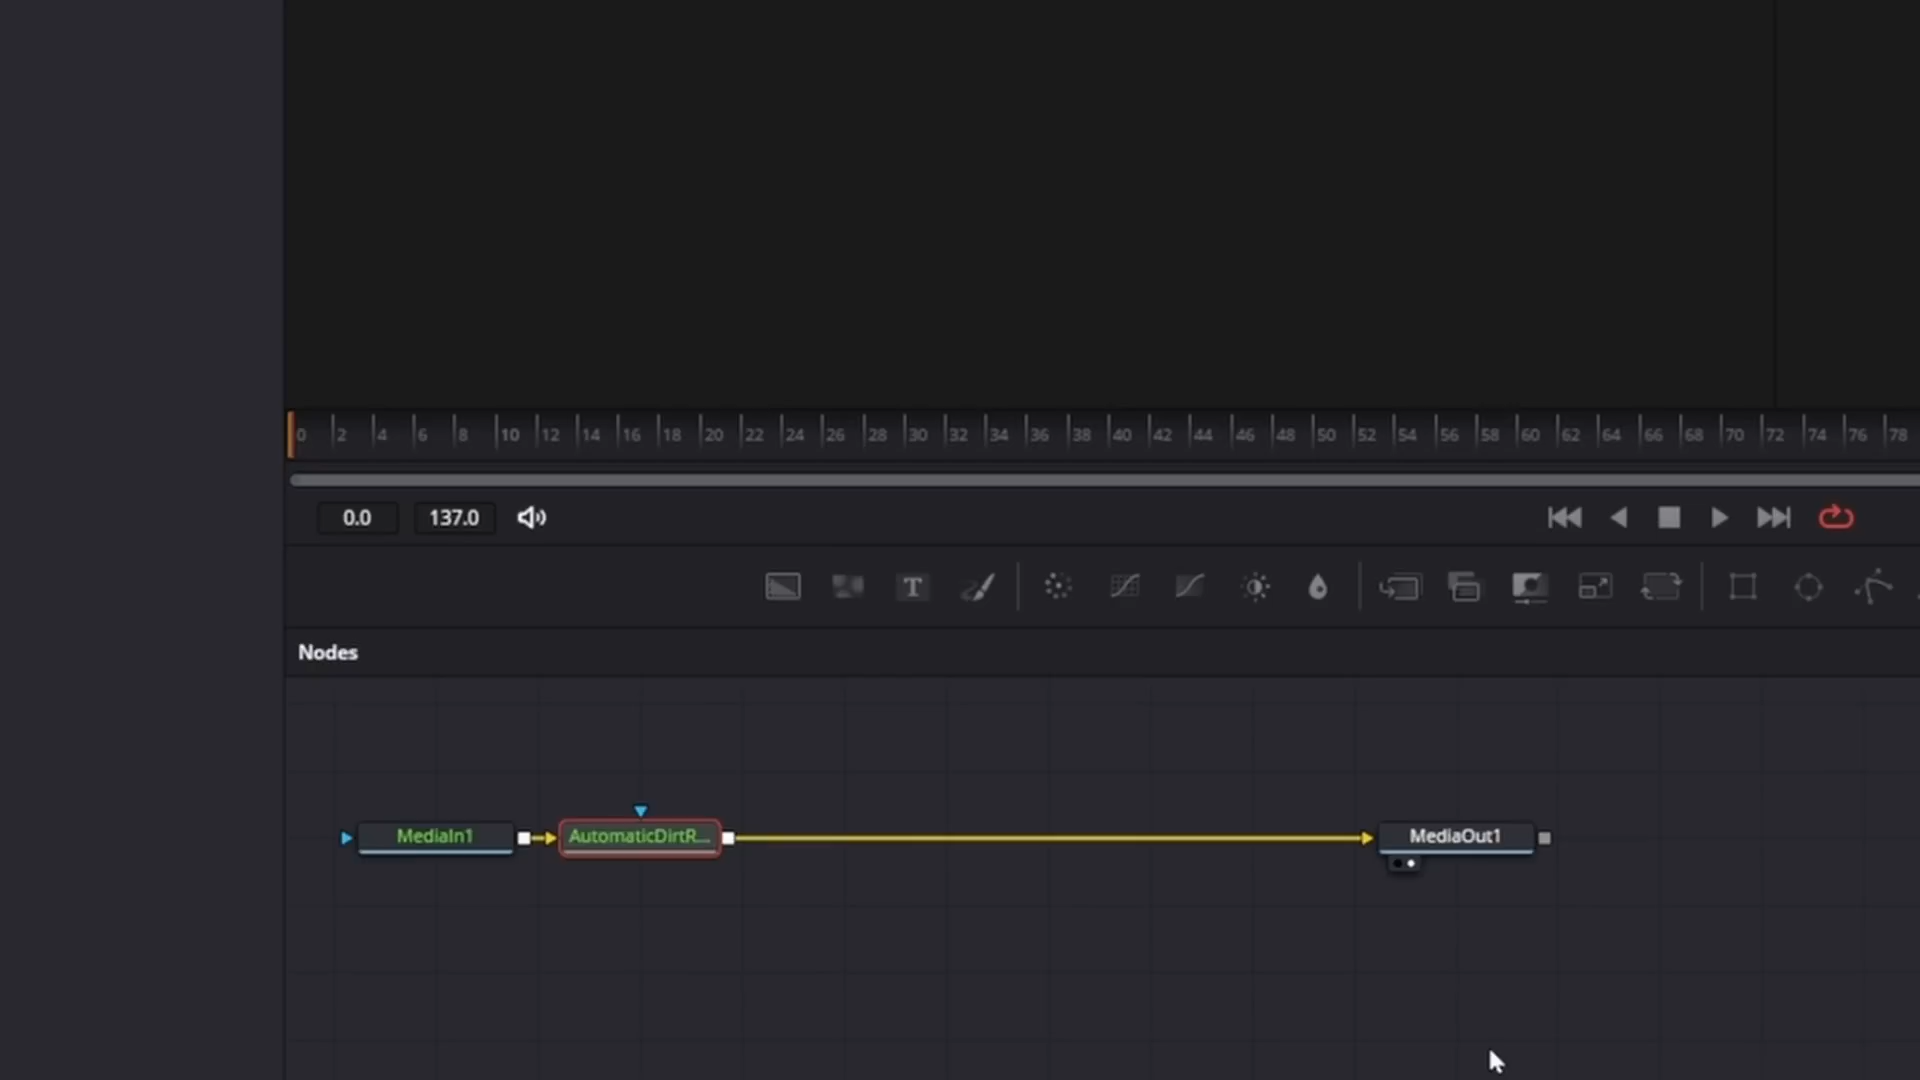 0 2 4 6 8 10 12 14 16 18 20 22 24 26 28 30 32 34 36 38 40 42 44 46 48 50 52 54 56 58 60 62 64 66 68 70 72 74 76 78
0.0 137.0
T
Nodes
MediaIn1 AutomaticDirtR... MediaOut1